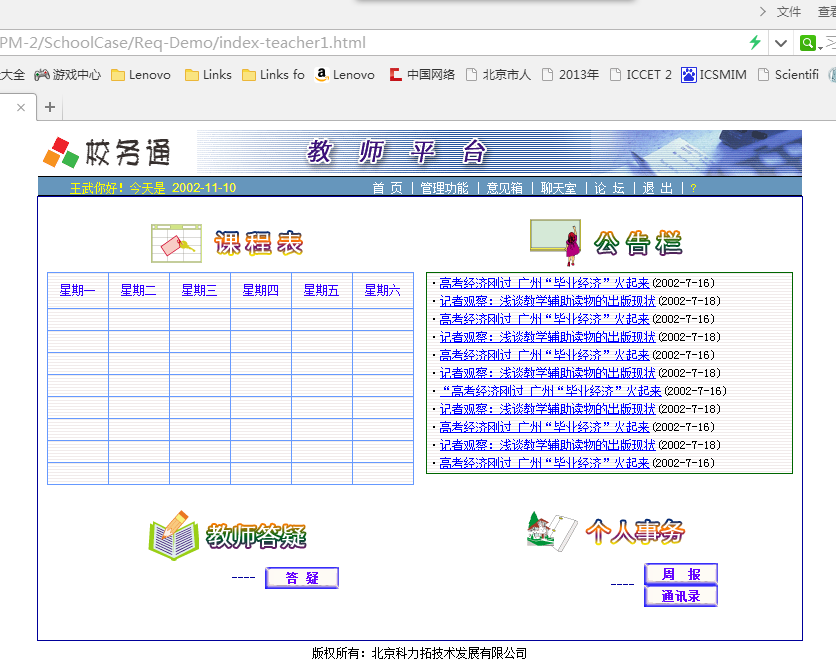 文件 查看
PM-2/SchoolCase/Req-Demo/index-teacher1.html
大全 游戏中心 Lenovo Links Links fo Lenovo 中国网络 北京市人 2013年 ICCET 2 ICSMIM Scientifi
校务通 教师平台
王武你好! 今天是 2002-11-10 首 页 | 管理功能 | 意见箱 | 聊天室 | 论 坛 | 退 出 | ?
课程表 公告栏
星期一 星期二 星期三 星期四 星期五 星期六
·高考经济刚过 广州“毕业经济”火起来(2002-7-16)
·记者观察：浅谈教学辅助读物的出版现状(2002-7-18)
·高考经济刚过 广州“毕业经济”火起来(2002-7-16)
·记者观察：浅谈教学辅助读物的出版现状(2002-7-18)
·高考经济刚过 广州“毕业经济”火起来(2002-7-16)
·记者观察：浅谈教学辅助读物的出版现状(2002-7-18)
·“高考经济刚过 广州“毕业经济”火起来(2002-7-16)
·记者观察：浅谈教学辅助读物的出版现状(2002-7-18)
·高考经济刚过 广州“毕业经济”火起来(2002-7-16)
·记者观察：浅谈教学辅助读物的出版现状(2002-7-18)
·高考经济刚过 广州“毕业经济”火起来(2002-7-16)
教师答疑 个人事务
---- 答 疑
---- 周 报
通讯录
版权所有：北京科力拓技术发展有限公司